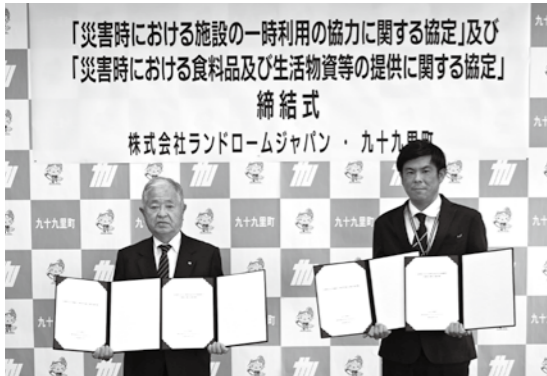 「災害時における施設の一時利用の協力に関する協定」及び
「災害時における食料品及び生活物資等の提供に関する協定」
締結式
株式会社ランドロームジャパン ・ 九十九里町
九十九里町
九十九里町
九十九里町